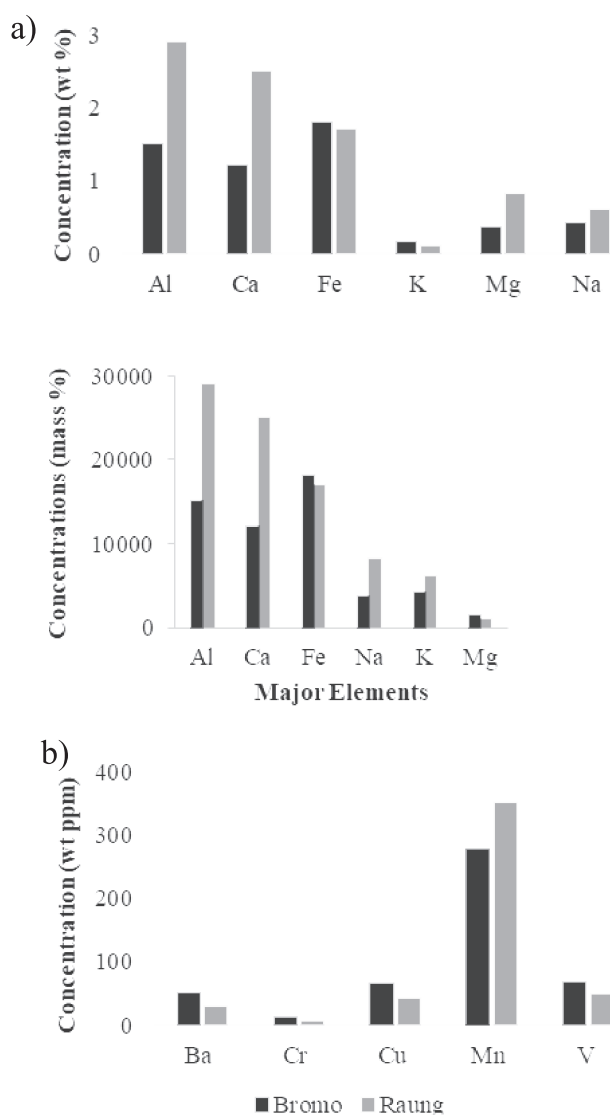 a)
Concentration (wt %)
3
2
1
0
Al Ca Fe K Mg Na
Concentrations (mass %)
30000
20000
10000
0
Al Ca Fe Na K Mg
Major Elements
b)
Concentration (wt ppm)
400
300
200
100
0
Ba Cr Cu Mn V
Bromo Raung